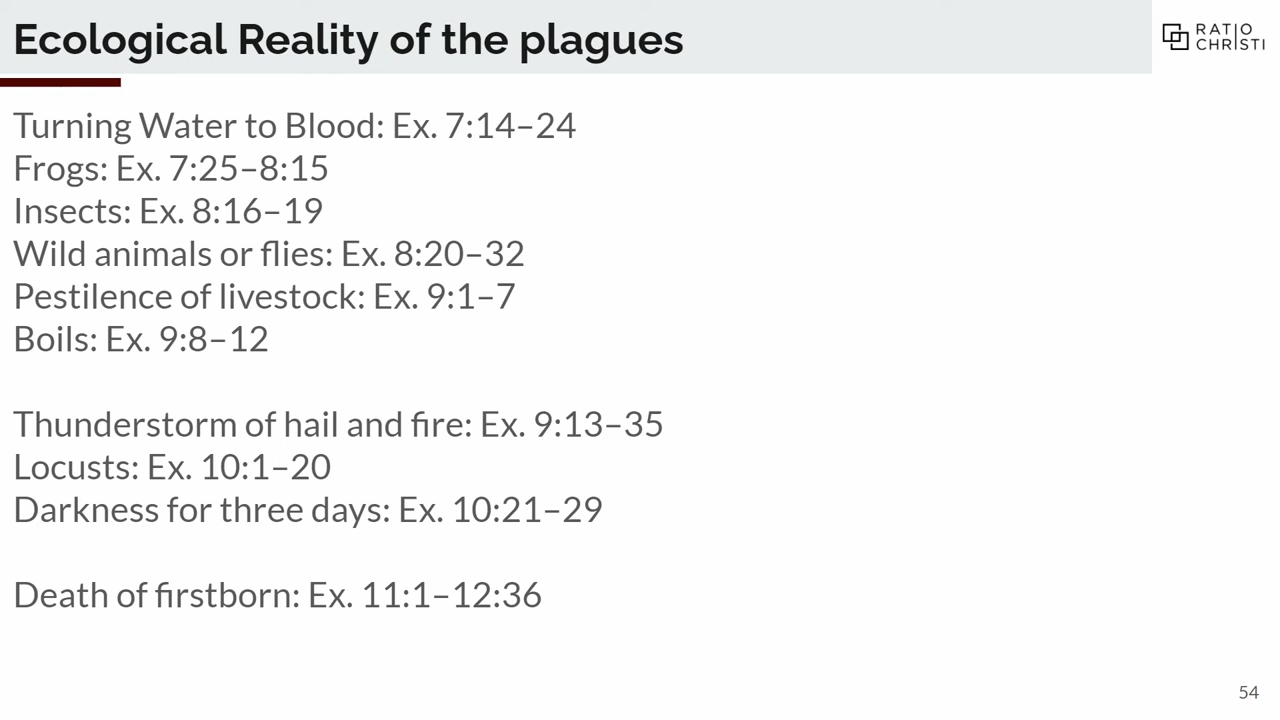 Ecological Reality of the plagues
RATIO
CHRISTI
Turning Water to Blood: Ex. 7:14–24
Frogs: Ex. 7:25–8:15
Insects: Ex. 8:16–19
Wild animals or flies: Ex. 8:20–32
Pestilence of livestock: Ex. 9:1–7
Boils: Ex. 9:8–12
Thunderstorm of hail and fire: Ex. 9:13–35
Locusts: Ex. 10:1–20
Darkness for three days: Ex. 10:21–29
Death of firstborn: Ex. 11:1–12:36
54